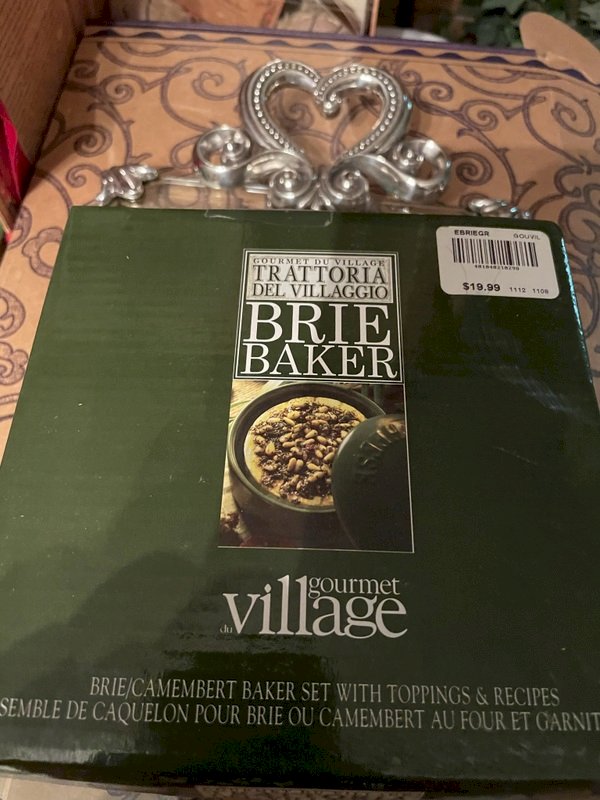 EBRIEGR GOUVIL
$19.99 1112 1108
GOURMET DU VILLAGE
TRATTORIA
DEL VILLAGGIO
BRIE
BAKER
gourmet
du village
BRIE/CAMEMBERT BAKER SET WITH TOPPINGS & RECIPES
SEMBLE DE CAQUELON POUR BRIE OU CAMEMBERT AU FOUR ET GARNIT